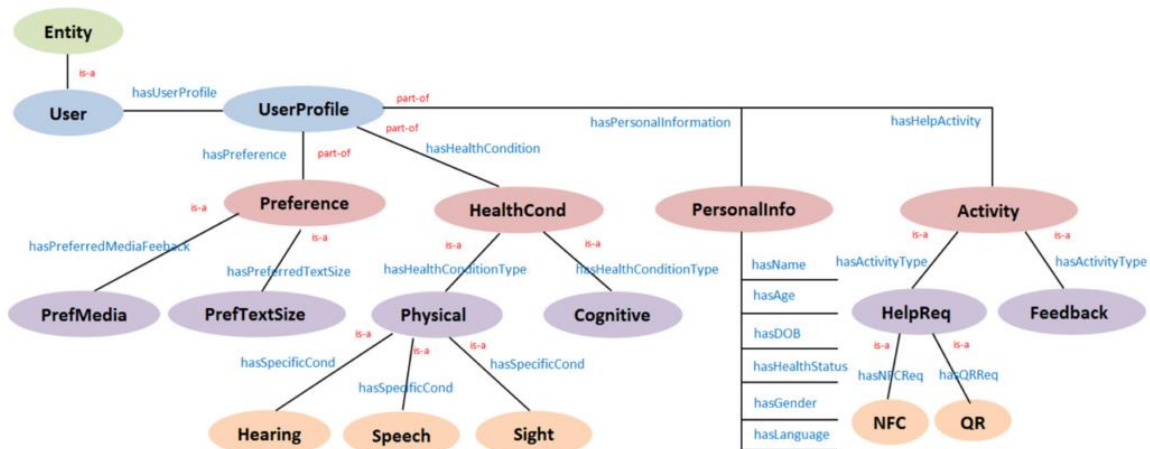 Entity
is-a
User
hasUserProfile
UserProfile
part-of
hasPersonalInformation
hasHelpActivity
hasPreference
part-of
part-of
hasHealthCondition
Preference
HealthCond
PersonalInfo
Activity
is-a
hasPreferredMediaFeeback
is-a
hasPreferredTextSize
is-a
hasHealthConditionType
is-a
hasHealthConditionType
is-a
hasActivityType
is-a
hasActivityType
PrefMedia
PrefTextSize
Physical
Cognitive
hasName
hasAge
hasDOB
hasHealthStatus
hasGender
hasLanguage
HelpReq
Feedback
is-a
hasSpecificCond
is-a
hasSpecificCond
is-a
hasSpecificCond
is-a
hasNFCReq
is-a
hasQRReq
Hearing
Speech
Sight
NFC
QR